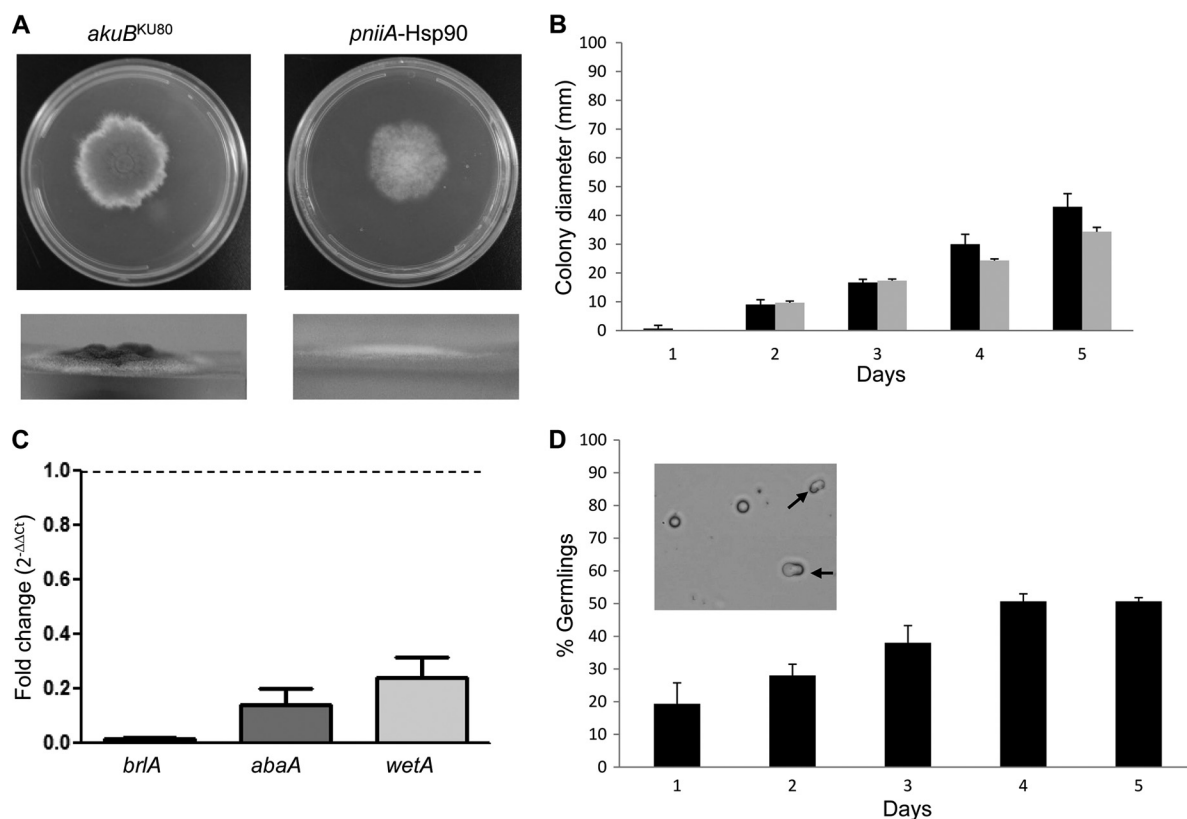 A
akuBKU80
pniiA-Hsp90
B
Colony diameter (mm)
100
90
80
70
60
50
40
30
20
10
0
1 2 3 4 5
Days
C
Fold change (2-ΔΔCt)
1.0
0.8
0.6
0.4
0.2
0.0
brlA abaA wetA
D
% Germlings
100
90
80
70
60
50
40
30
20
10
0
1 2 3 4 5
Days